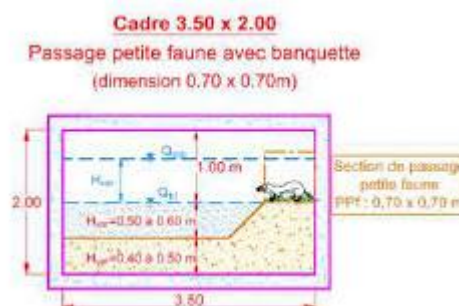 Cadre 3.50 x 2.00
Passage petite faune avec banquette
(dimension 0.70 x 0.70m)
1.00 m
2.00
Section de passage
petite faune
PPf : 0,70 x 0,70 m
=0.50 à 0.60 m
=0.40 à 0.50 m
3.50